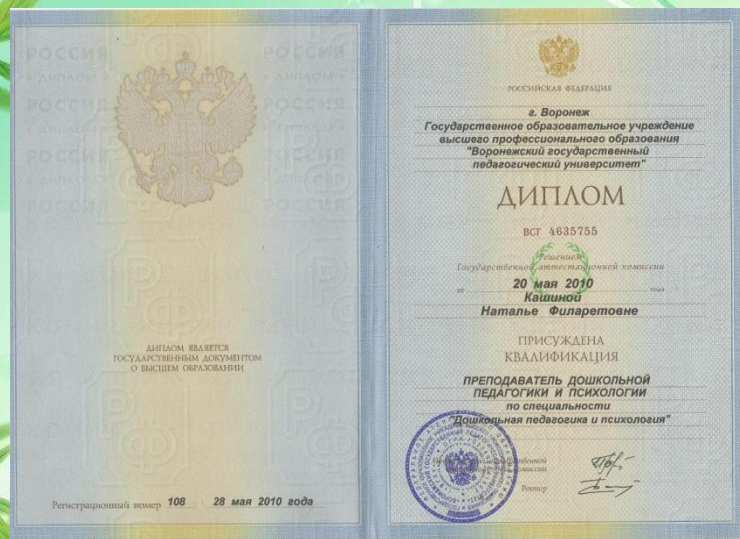 ДИПЛОМ ЯВЛЯЕТСЯ
ГОСУДАРСТВЕННЫМ ДОКУМЕНТОМ
О ВЫСШЕМ ОБРАЗОВАНИИ
Регистрационный номер 108 28 мая 2010 года
РОССИЙСКАЯ ФЕДЕРАЦИЯ
г. Воронеж
Государственное образовательное учреждение
высшего профессионального образования
"Воронежский государственный
педагогический университет"
ДИПЛОМ
ВСГ 4635755
Решением
Государственной аттестационной комиссии
от 20 мая 2010 года
Кашиной
Наталье Филаретовне
ПРИСУЖДЕНА
КВАЛИФИКАЦИЯ
ПРЕПОДАВАТЕЛЬ ДОШКОЛЬНОЙ
ПЕДАГОГИКИ И ПСИХОЛОГИИ
по специальности
"Дошкольная педагогика и психология"
комиссии
Ректор